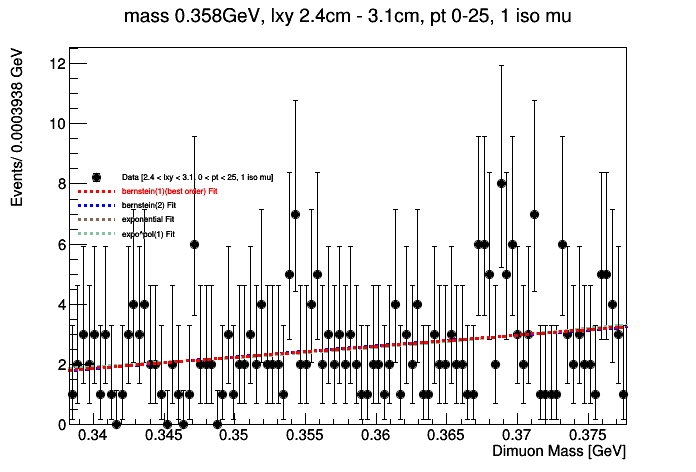 mass 0.358GeV, lxy 2.4cm - 3.1cm, pt 0-25, 1 iso mu
Events/ 0.0003938 GeV
12
10
8
6
4
2
0
Data [2.4 < lxy < 3.1, 0 < pt < 25, 1 iso mu]
bernstein(1)(best order) Fit
bernstein(2) Fit
exponential Fit
expo*pol(1) Fit
0.34 0.345 0.35 0.355 0.36 0.365 0.37 0.375
Dimuon Mass [GeV]